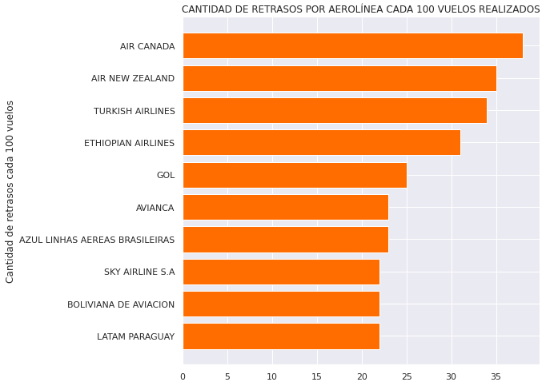 CANTIDAD DE RETRASOS POR AEROLÍNEA CADA 100 VUELOS REALIZADOS
Cantidad de retrasos cada 100 vuelos
AIR CANADA
AIR NEW ZEALAND
TURKISH AIRLINES
ETHIOPIAN AIRLINES
GOL
AVIANCA
AZUL LINHAS AEREAS BRASILEIRAS
SKY AIRLINE S.A
BOLIVIANA DE AVIACION
LATAM PARAGUAY
0 5 10 15 20 25 30 35